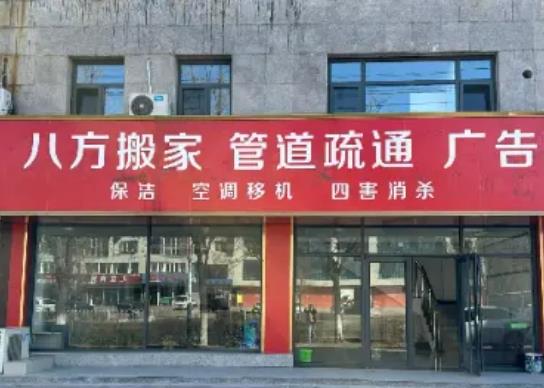 八方搬家 管道疏通 广告
保洁 空调移机 四害消杀